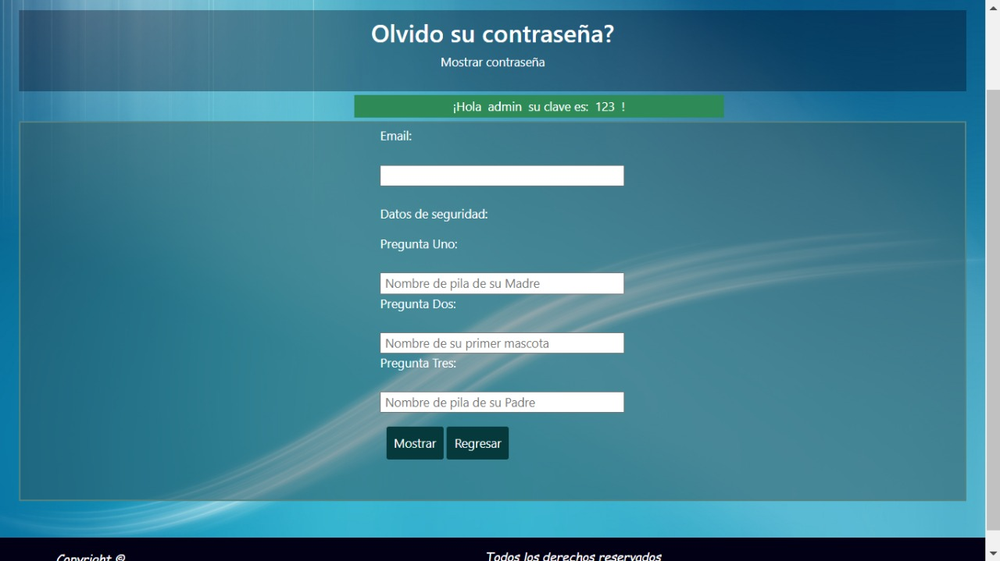 Olvido su contraseña?
Mostrar contraseña
¡Hola admin su clave es: 123 !
Email:
Datos de seguridad:
Pregunta Uno:
Nombre de pila de su Madre
Pregunta Dos:
Nombre de su primer mascota
Pregunta Tres:
Nombre de pila de su Padre
Mostrar Regresar
Copyright © Todos los derechos reservados